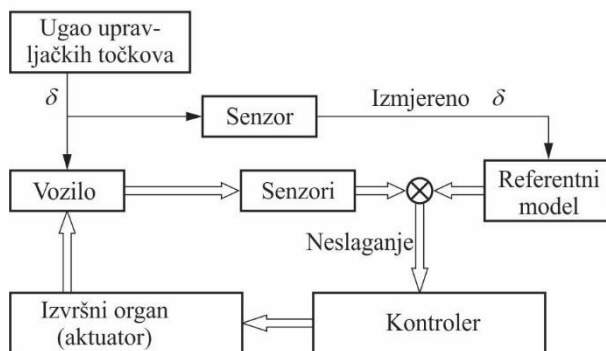 Ugao uprav-
ljačkih točkova
δ
Senzor
Izmjereno δ
Vozilo
Senzori
Referentni
model
Neslaganje
Izvršni organ
(aktuator)
Kontroler